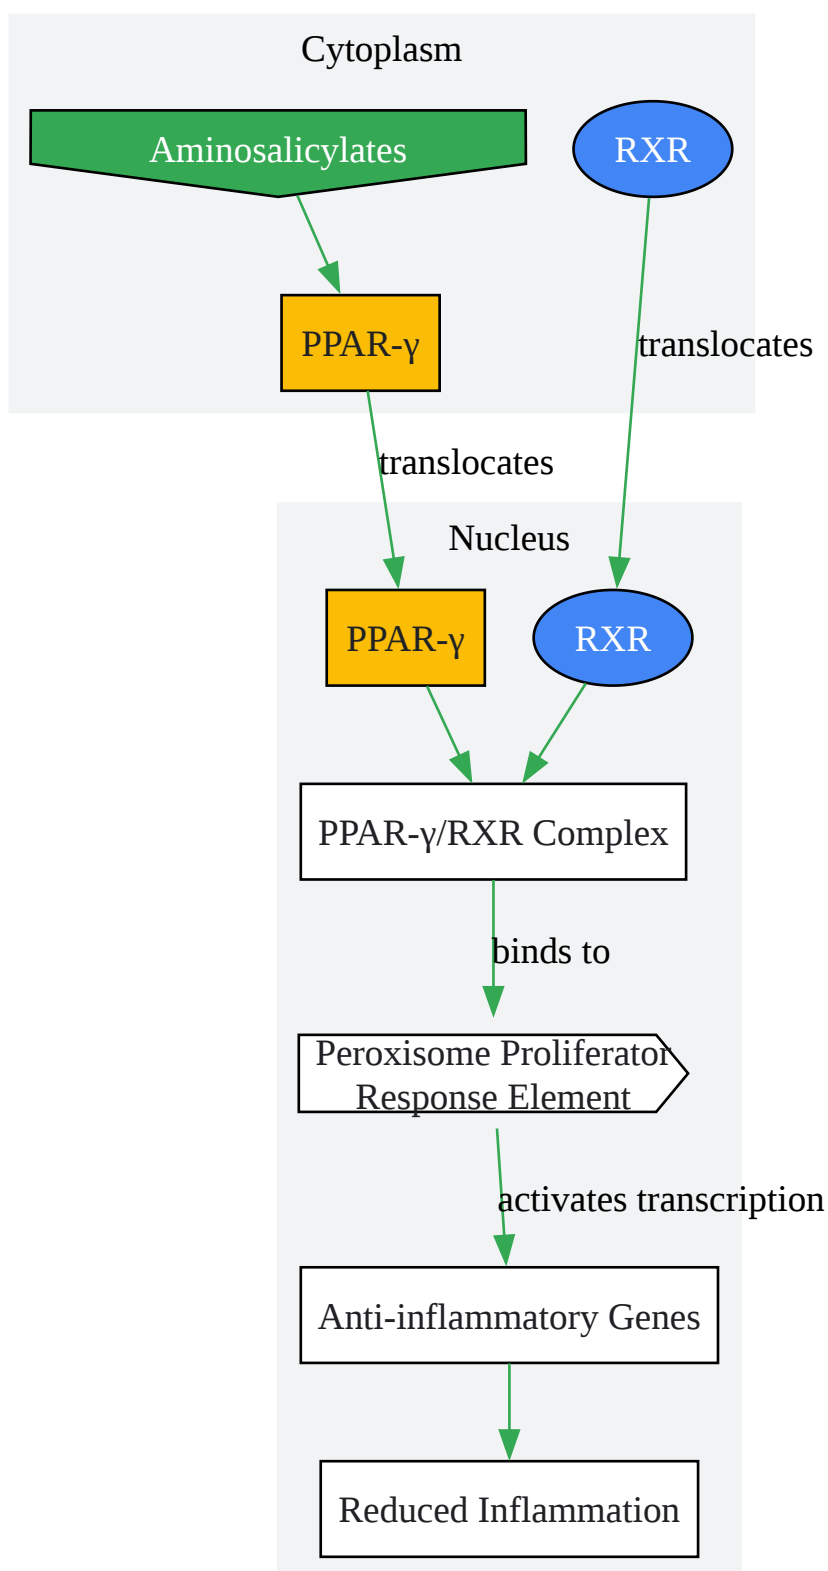 Cytoplasm
Aminosalicylates
RXR
PPAR-γ
translocates
translocates
Nucleus
PPAR-γ
RXR
PPAR-γ/RXR Complex
binds to
Peroxisome Proliferator
Response Element
activates transcription
Anti-inflammatory Genes
Reduced Inflammation